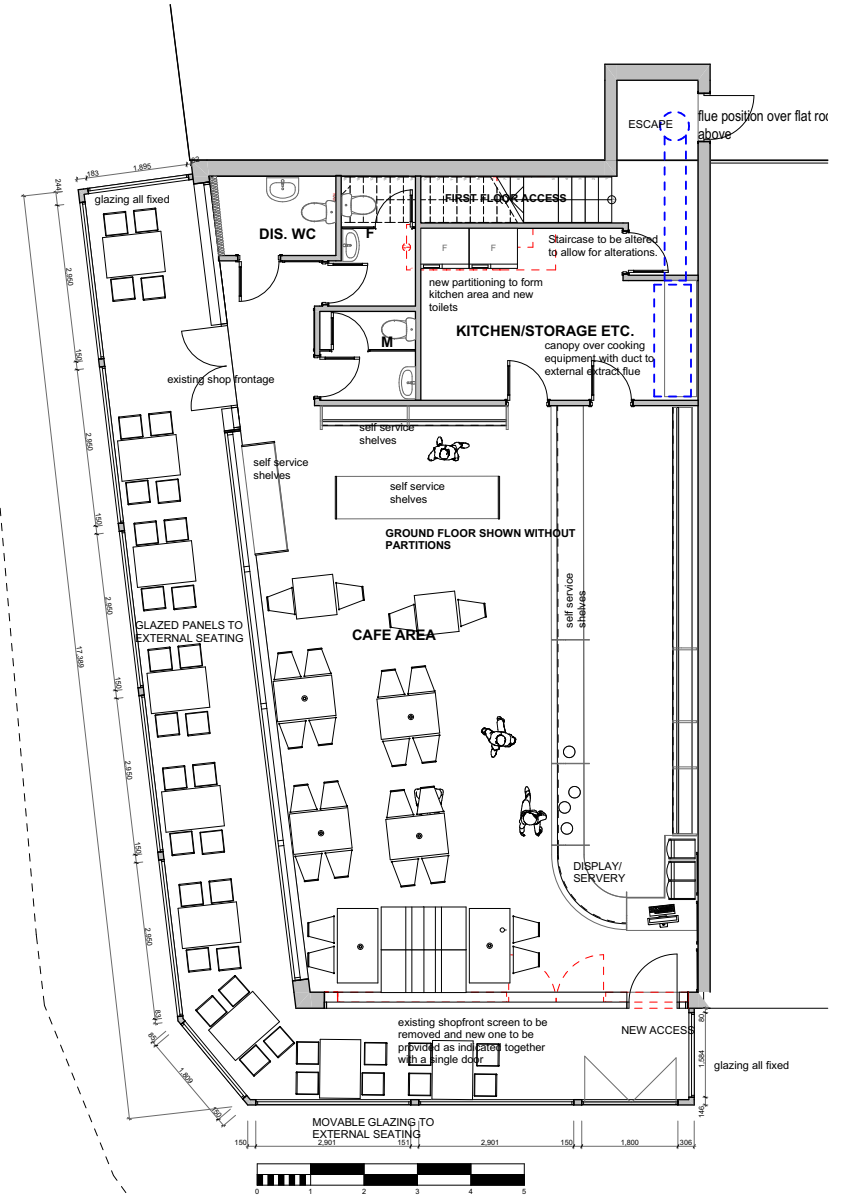 ESCAPE
flue position over flat roo
above
244
183
1,895
glazing all fixed
FIRST FLOOR ACCESS
DIS. WC
F
Staircase to be altered
to allow for alterations.
F
F
2,950
new partitioning to form
kitchen area and new
toilets
KITCHEN/STORAGE ETC.
M
canopy over cooking
equipment with duct to
external extract flue
150
existing shop frontage
self service
shelves
2,950
self service
shelves
self service
shelves
150
GROUND FLOOR SHOWN WITHOUT
PARTITIONS
2,950
self service
shelves
GLAZED PANELS TO
EXTERNAL SEATING
CAFE AREA
17,389
150
2,950
150
DISPLAY/
SERVERY
2,950
83
85
existing shopfront screen to be
removed and new one to be
provided as indicated together
with a single door
NEW ACCESS
80
1,584
glazing all fixed
1,809
150
146
MOVABLE GLAZING TO
EXTERNAL SEATING
150
2,901
151
2,901
150
1,800
306
0 1 2 3 4 5